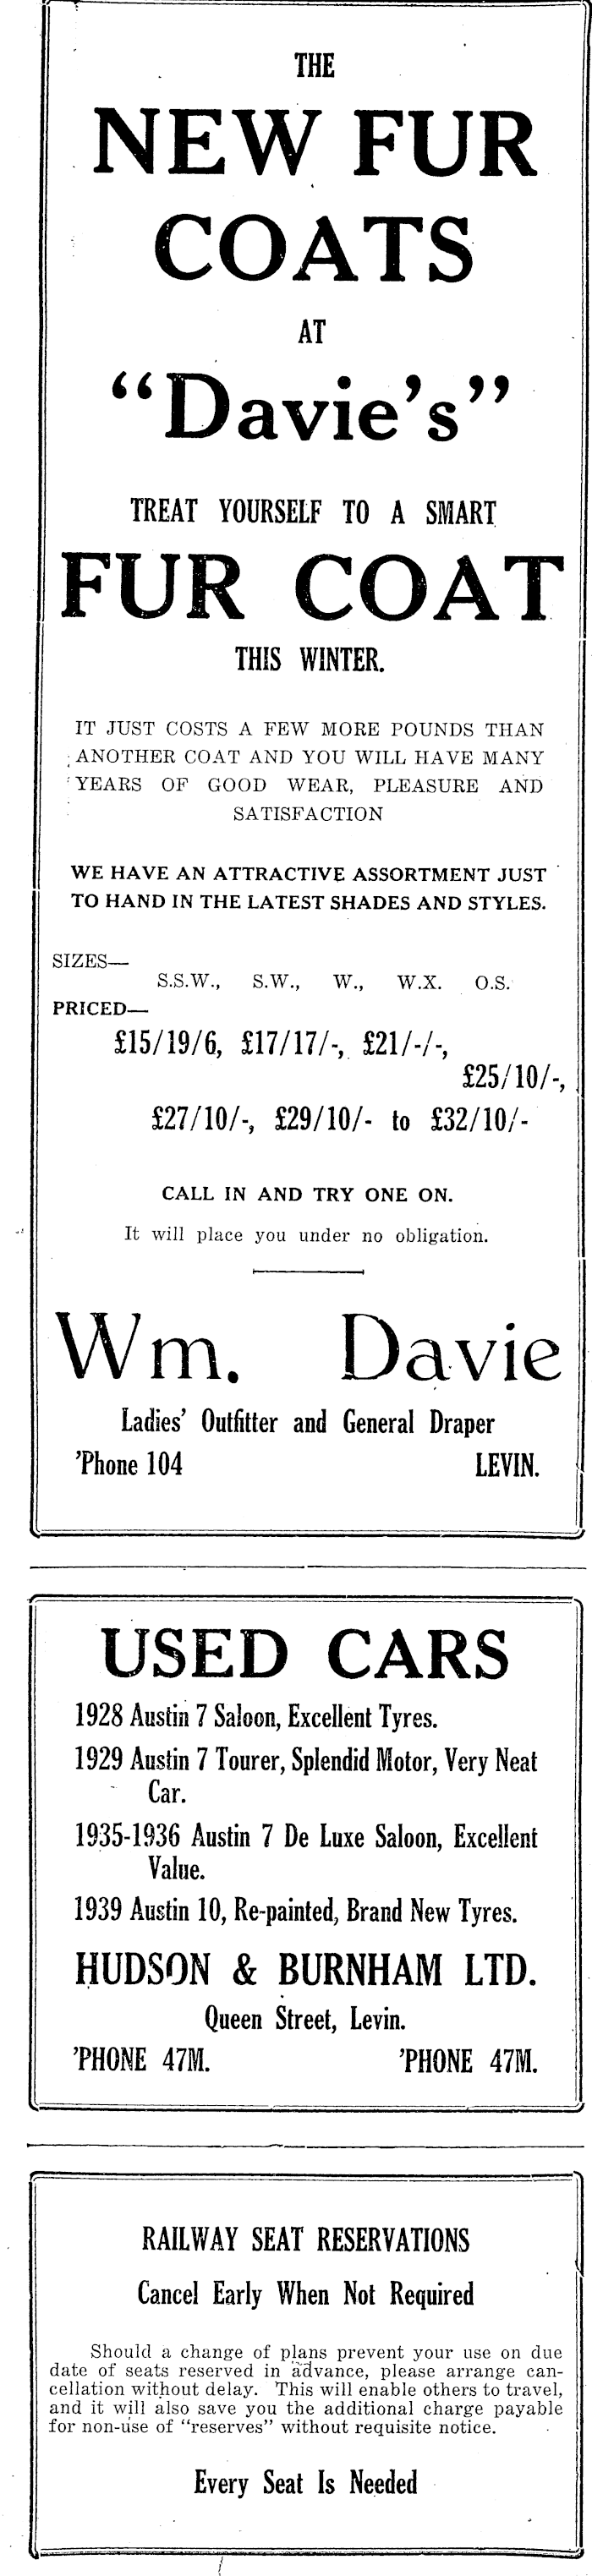 THE
NEW FUR
COATS
AT
“Davie’s”
TREAT YOURSELF TO A SMART
FUR COAT
THIS WINTER.
IT JUST COSTS A FEW MORE POUNDS THAN
ANOTHER COAT AND YOU WILL HAVE MANY
YEARS OF GOOD WEAR, PLEASURE AND
SATISFACTION
WE HAVE AN ATTRACTIVE ASSORTMENT JUST
TO HAND IN THE LATEST SHADES AND STYLES.
SIZES—
S.S.W., S.W., W., W.X. O.S.
PRICED—
£15/19/6, £17/17/-, £21/-/-,
£25/10/-,
£27/10/-, £29/10/- to £32/10/-
CALL IN AND TRY ONE ON.
It will place you under no obligation.
Wm. Davie
Ladies’ Outfitter and General Draper
’Phone 104 LEVIN.
USED CARS
1928 Austin 7 Saloon, Excellent Tyres.
1929 Austin 7 Tourer, Splendid Motor, Very Neat
Car.
1935-1936 Austin 7 De Luxe Saloon, Excellent
Value.
1939 Austin 10, Re-painted, Brand New Tyres.
HUDSON & BURNHAM LTD.
Queen Street, Levin.
’PHONE 47M. ’PHONE 47M.
RAILWAY SEAT RESERVATIONS
Cancel Early When Not Required
Should a change of plans prevent your use on due
date of seats reserved in advance, please arrange can-
cellation without delay. This will enable others to travel,
and it will also save you the additional charge payable
for non-use of “reserves” without requisite notice.
Every Seat Is Needed